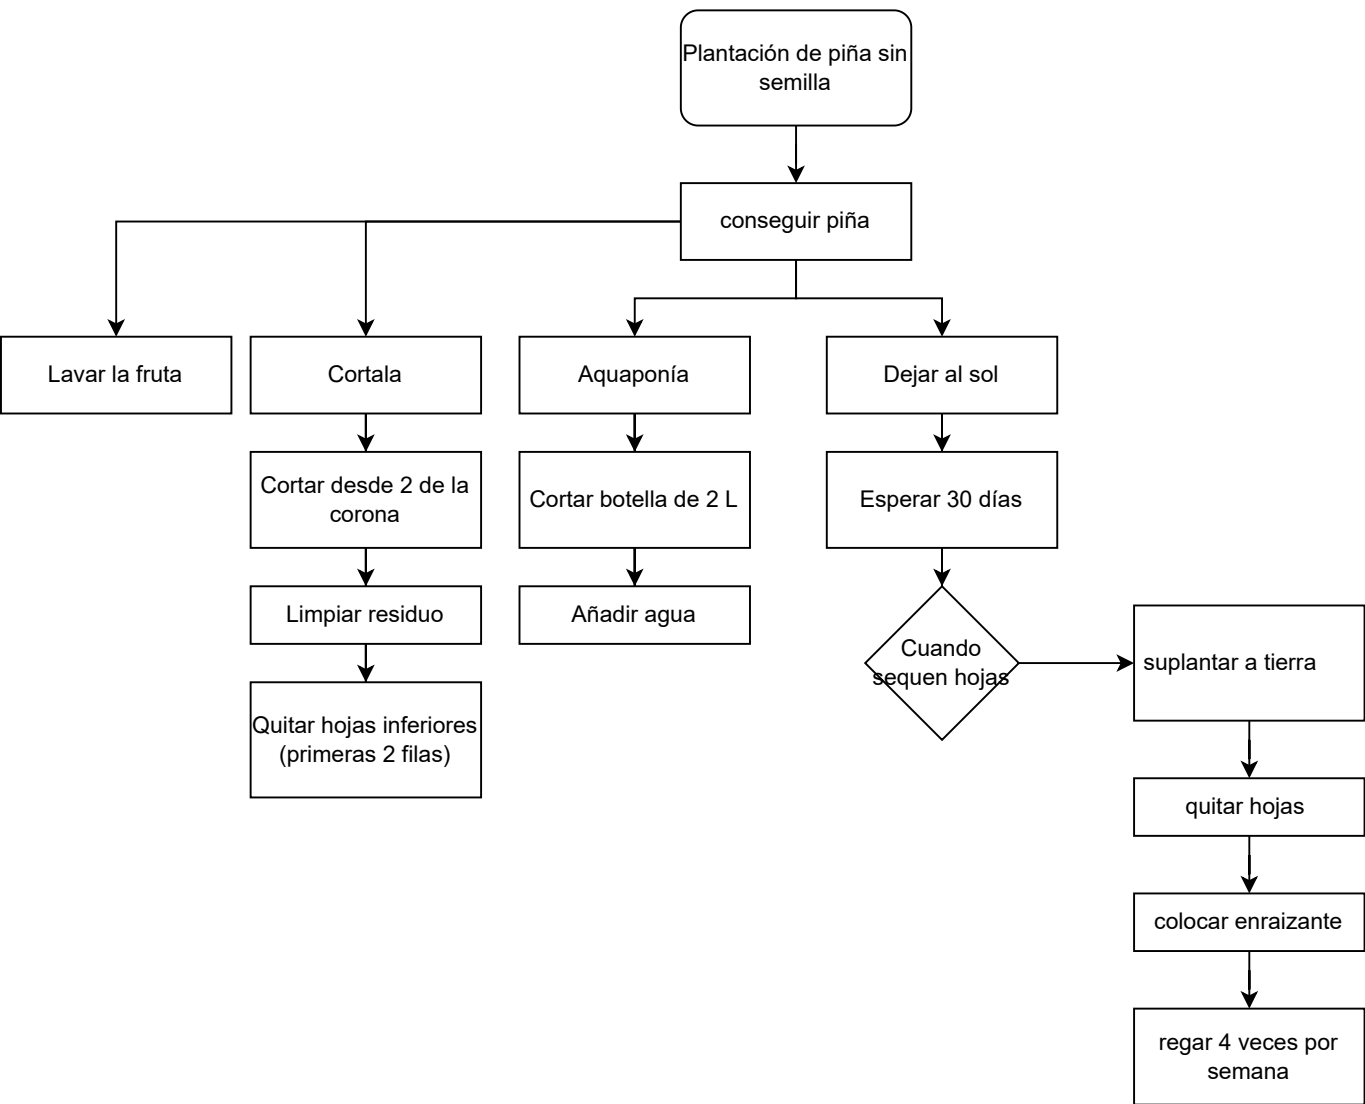 Plantación de piña sin
semilla
conseguir piña
Lavar la fruta
Cortala
Aquaponía
Dejar al sol
Cortar desde 2 de la
corona
Cortar botella de 2 L
Esperar 30 días
Limpiar residuo
Añadir agua
Cuando
sequen hojas
suplantar a tierra
Quitar hojas inferiores
(primeras 2 filas)
quitar hojas
colocar enraizante
regar 4 veces por
semana